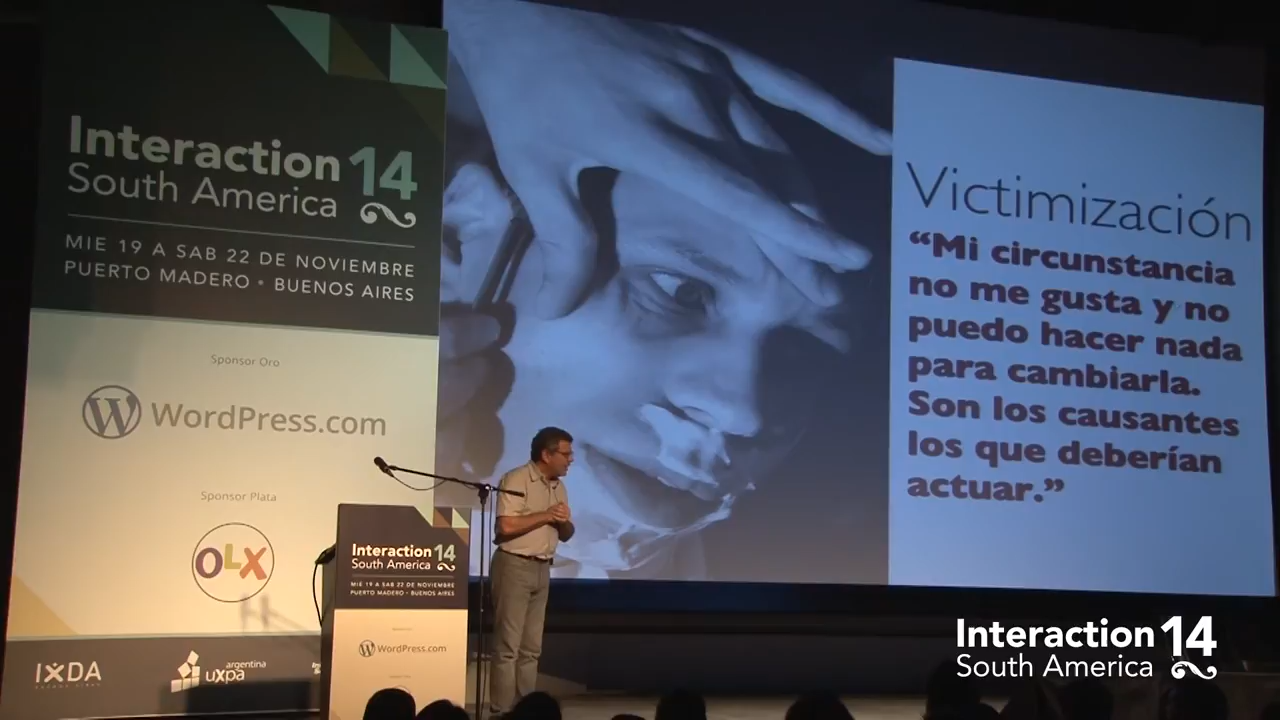 Interaction 14
South America
MIE 19 A SAB 22 DE NOVIEMBRE
PUERTO MADERO • BUENOS AIRES
Sponsor Oro
WordPress.com
Sponsor Plata
OLX
IXDA
BUENOS AIRES
argentina
uxpa
Interaction 14
South America
MIE 19 A SAB 22 DE NOVIEMBRE
PUERTO MADERO • BUENOS AIRES
WordPress.com
Victimización
“Mi circunstancia
no me gusta y no
puedo hacer nada
para cambiarla.
Son los causantes
los que deberían
actuar.”
Interaction 14
South America